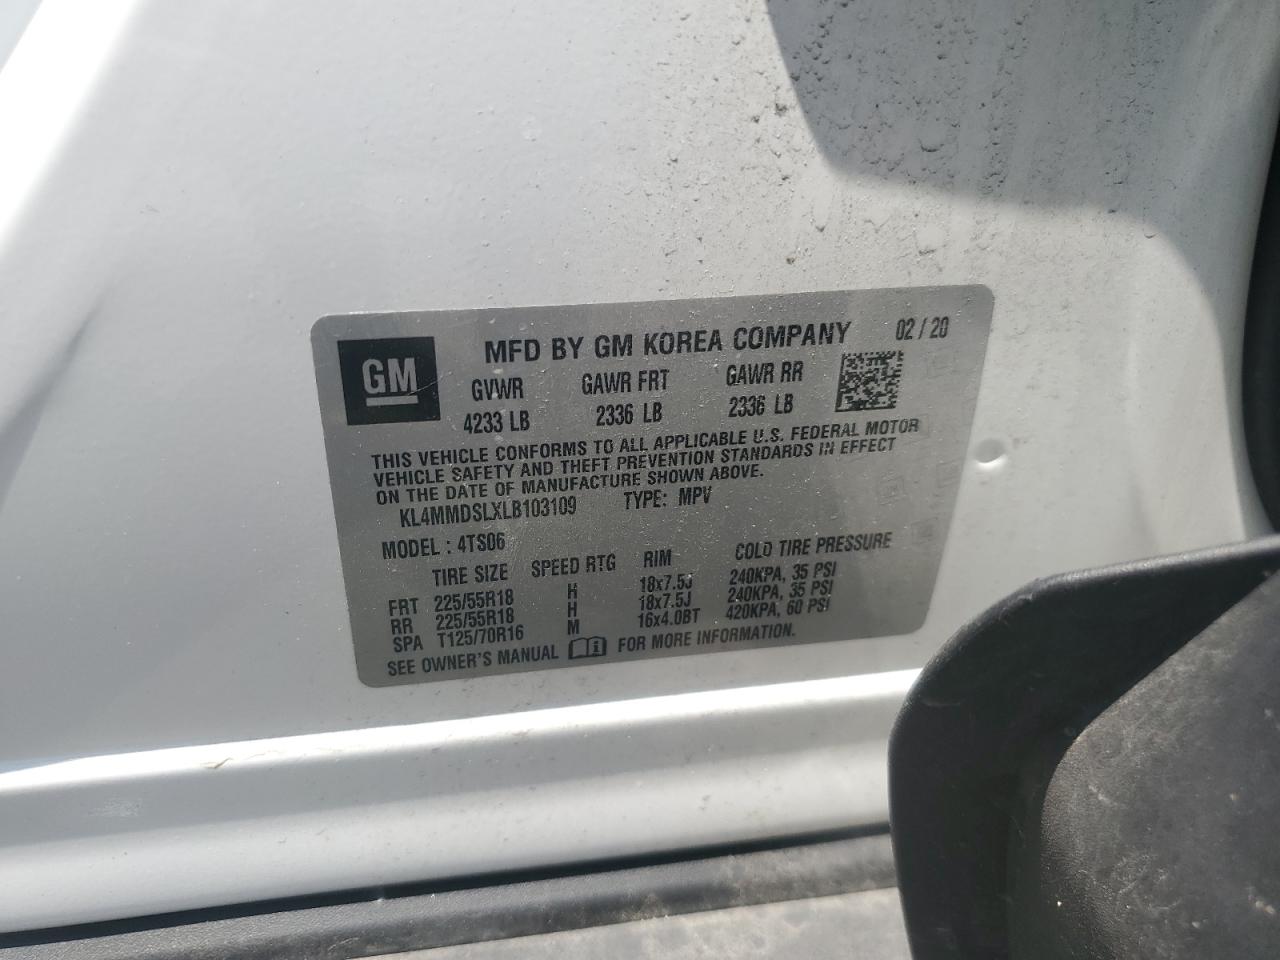 GM
MFD BY GM KOREA COMPANY 02 / 20
GVWR GAWR FRT GAWR RR
4233 LB 2336 LB 2336 LB
THIS VEHICLE CONFORMS TO ALL APPLICABLE U.S. FEDERAL MOTOR
VEHICLE SAFETY AND THEFT PREVENTION STANDARDS IN EFFECT
ON THE DATE OF MANUFACTURE SHOWN ABOVE.
KL4MMDSLXLB103109 TYPE: MPV
MODEL : 4TS06
TIRE SIZE SPEED RTG RIM COLD TIRE PRESSURE
FRT 225/55R18 H 18x7.5J 240KPA, 35 PSI
RR 225/55R18 H 18x7.5J 240KPA, 35 PSI
SPA T125/70R16 M 16x4.0BT 420KPA, 60 PSI
SEE OWNER'S MANUAL i FOR MORE INFORMATION.